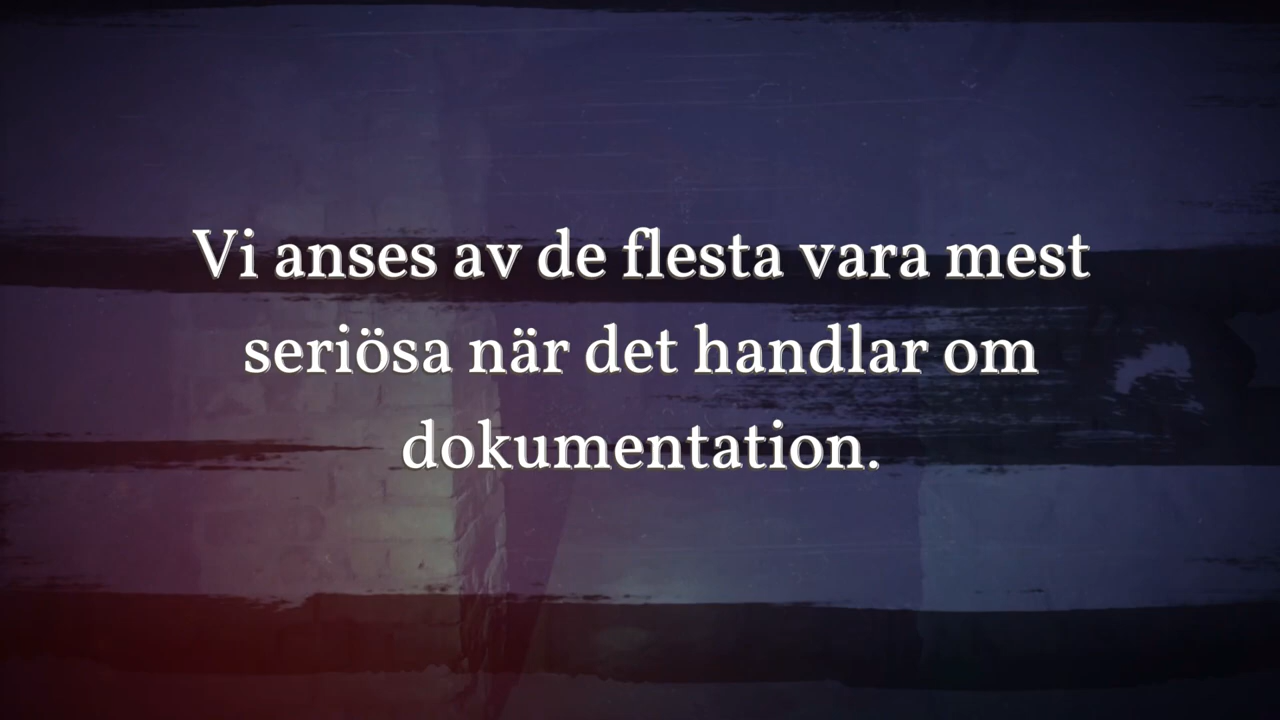 Vi anses av de flesta vara mest
seriösa när det handlar om
dokumentation.